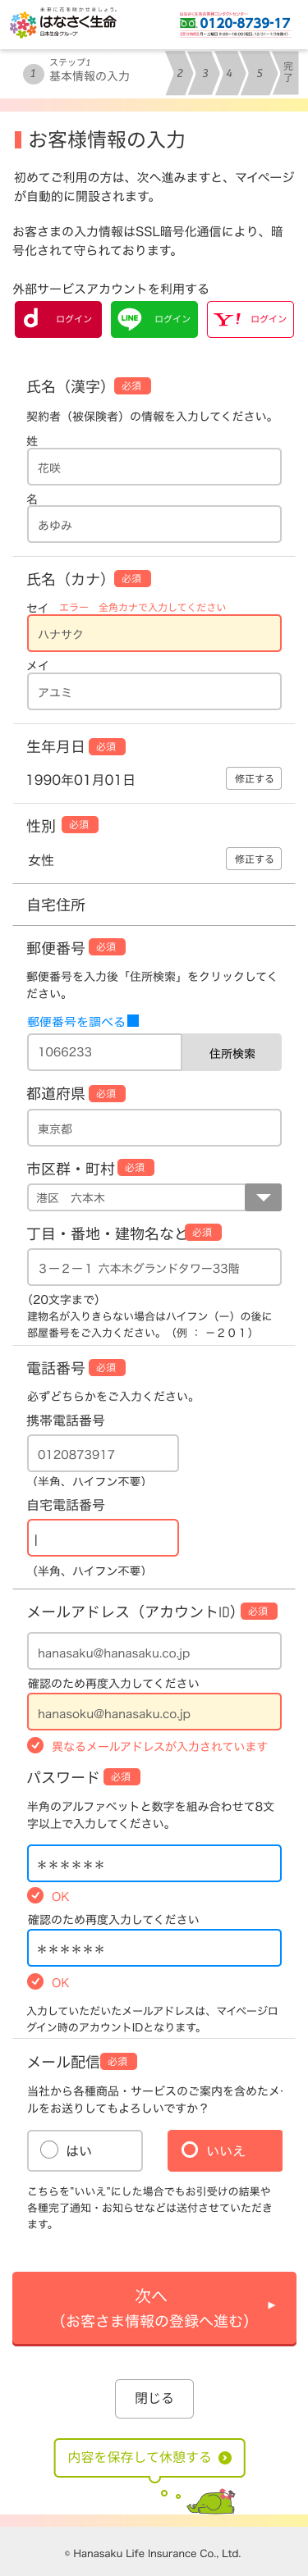 未来に花を咲かせましょう。
はなさく生命
日本生命グループ
はなさく生命お客様コンタクトセンター
0120-8739-17
ステップ1
1 基本情報の入力
2 3 4 5 完了
お客様情報の入力
初めてご利用の方は、次へ進みますと、マイページ
が自動的に開設されます。
お客さまの入力情報はSSL暗号化通信により、暗
号化されて守られております。
外部サービスアカウントを利用する
d ログイン
LINE ログイン
Y! ログイン
氏名（漢字） 必須
契約者（被保険者）の情報を入力してください。
姓
花咲
名
あゆみ
氏名（カナ） 必須
セイ エラー　全角カナで入力してください
ハナサク
メイ
アユミ
生年月日 必須
1990年01月01日 修正する
性別 必須
女性 修正する
自宅住所
郵便番号 必須
郵便番号を入力後「住所検索」をクリックしてく
ださい。
郵便番号を調べる
1066233 住所検索
都道府県 必須
東京都
市区群・町村 必須
港区　六本木
丁目・番地・建物名など 必須
３ー２ー１ 六本木グランドタワー33階
(20文字まで)
建物名が入りきらない場合はハイフン（ー）の後に
部屋番号をご入力ください。（例 ： －２０１）
電話番号 必須
必ずどちらかをご入力ください。
携帯電話番号
0120873917
（半角、ハイフン不要）
自宅電話番号
（半角、ハイフン不要）
メールアドレス（アカウントID） 必須
hanasaku@hanasaku.co.jp
確認のため再度入力してください
hanasoku@hanasaku.co.jp
異なるメールアドレスが入力されています
パスワード 必須
半角のアルファベットと数字を組み合わせて8文
字以上で入力してください。
＊＊＊＊＊＊
OK
確認のため再度入力してください
＊＊＊＊＊＊
OK
入力していただいたメールアドレスは、マイページロ
グイン時のアカウントIDとなります。
メール配信 必須
当社から各種商品・サービスのご案内を含めたメ-
ルをお送りしてもよろしいですか？
はい いいえ
こちらを"いいえ"にした場合でもお引受けの結果や
各種完了通知・お知らせなどは送付させていただき
ます。
次へ
（お客さま情報の登録へ進む） ▶
閉じる
内容を保存して休憩する
© Hanasaku Life Insurance Co., Ltd.